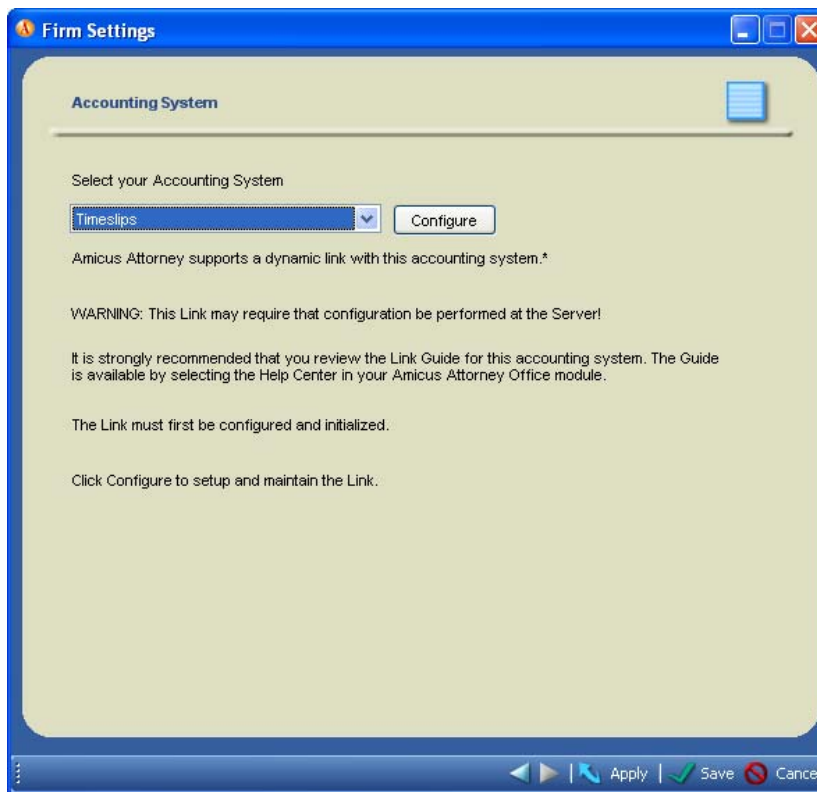 Firm Settings
Accounting System
Select your Accounting System
Timeslips
Configure
Amicus Attorney supports a dynamic link with this accounting system.*
WARNING: This Link may require that configuration be performed at the Server!
It is strongly recommended that you review the Link Guide for this accounting system. The Guide
is available by selecting the Help Center in your Amicus Attorney Office module.
The Link must first be configured and initialized.
Click Configure to setup and maintain the Link.
Apply | Save Cance